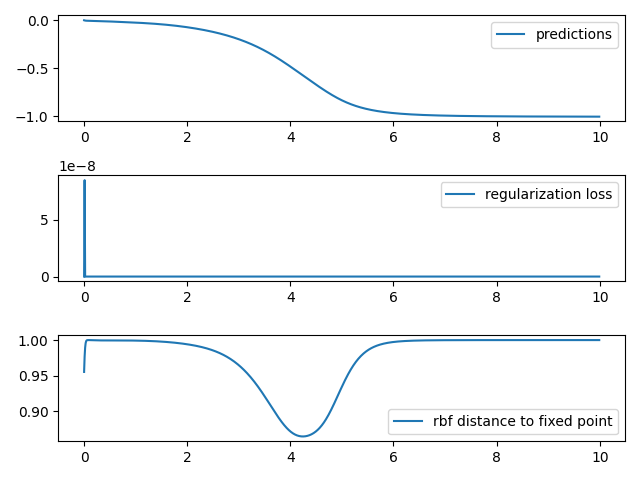 0.0
−0.5
−1.0
predictions
0 2 4 6 8 10
1e−8
5
0
regularization loss
0 2 4 6 8 10
1.00
0.95
0.90
rbf distance to fixed point
0 2 4 6 8 10